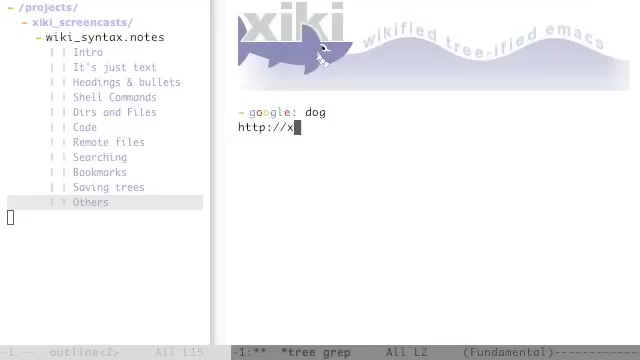 - /projects/
- xiki_screencasts/
- wiki_syntax.notes
| | Intro
| | It's just text
| | Headings & bullets
| | Shell Commands
| | Dirs and Files
| | Code
| | Remote files
| | Searching
| | Bookmarks
| | Saving trees
| | Others
-1.-- outline<2> All L15
xiki
wikified tree-ified emacs
- google: dog
http://x
-1:** *tree grep All L2 (Fundamental)